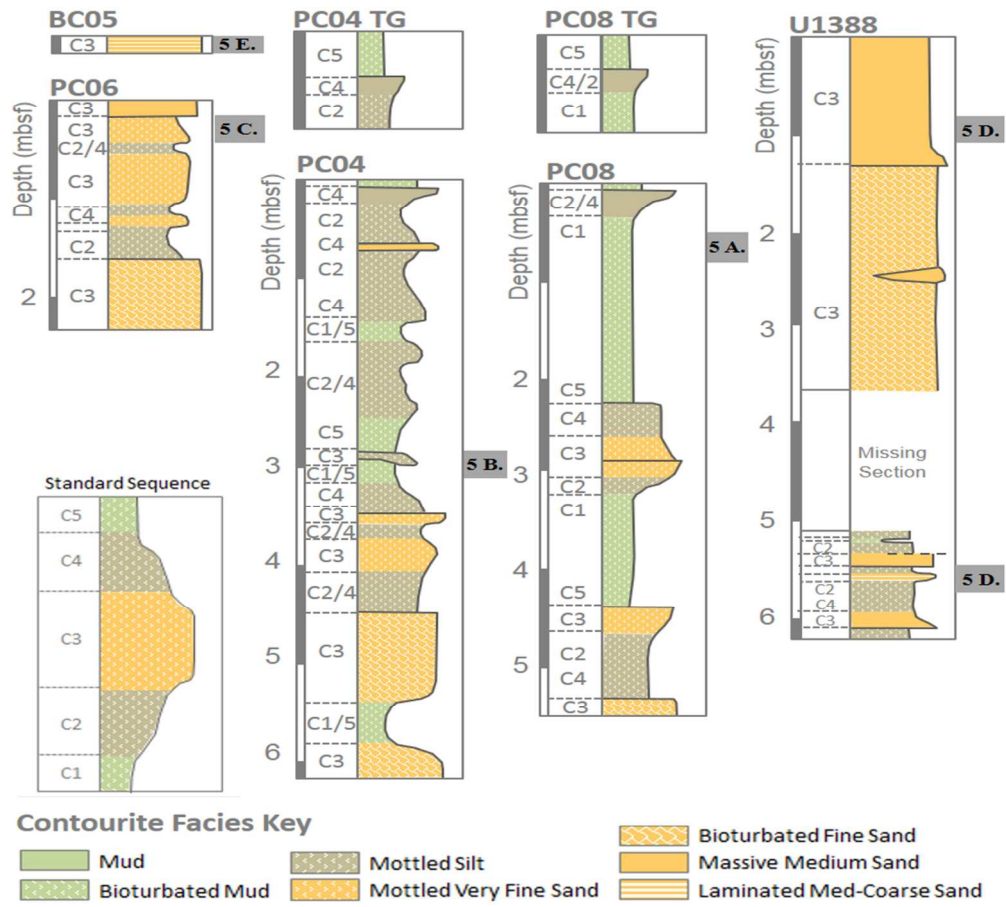 BC05
C3
5 E.
PC06
Depth (mbsf)
C3
C3
C2/4
C3
C4
C2
C3
2
5 C.
PC04 TG
C5
C4
C2
PC04
Depth (mbsf)
C4
C2
C4
C2
C4
C1/5
C2/4
C5
C3
C1/5
C4
C3
C2/4
C3
C2/4
C3
C1/5
C3
2
3
4
5
6
5 B.
PC08 TG
C5
C4/2
C1
PC08
Depth (mbsf)
C2/4
C1
C5
C4
C3
C2
C1
C5
C3
C2
C4
C3
2
3
4
5
5 A.
U1388
Depth (mbsf)
C3
C3
Missing
Section
C2
C3
C2
C4
C3
2
3
4
5
6
5 D.
5 D.
Standard Sequence
C5
C4
C3
C2
C1
Contourite Facies Key
Mud
Bioturbated Mud
Mottled Silt
Mottled Very Fine Sand
Bioturbated Fine Sand
Massive Medium Sand
Laminated Med-Coarse Sand